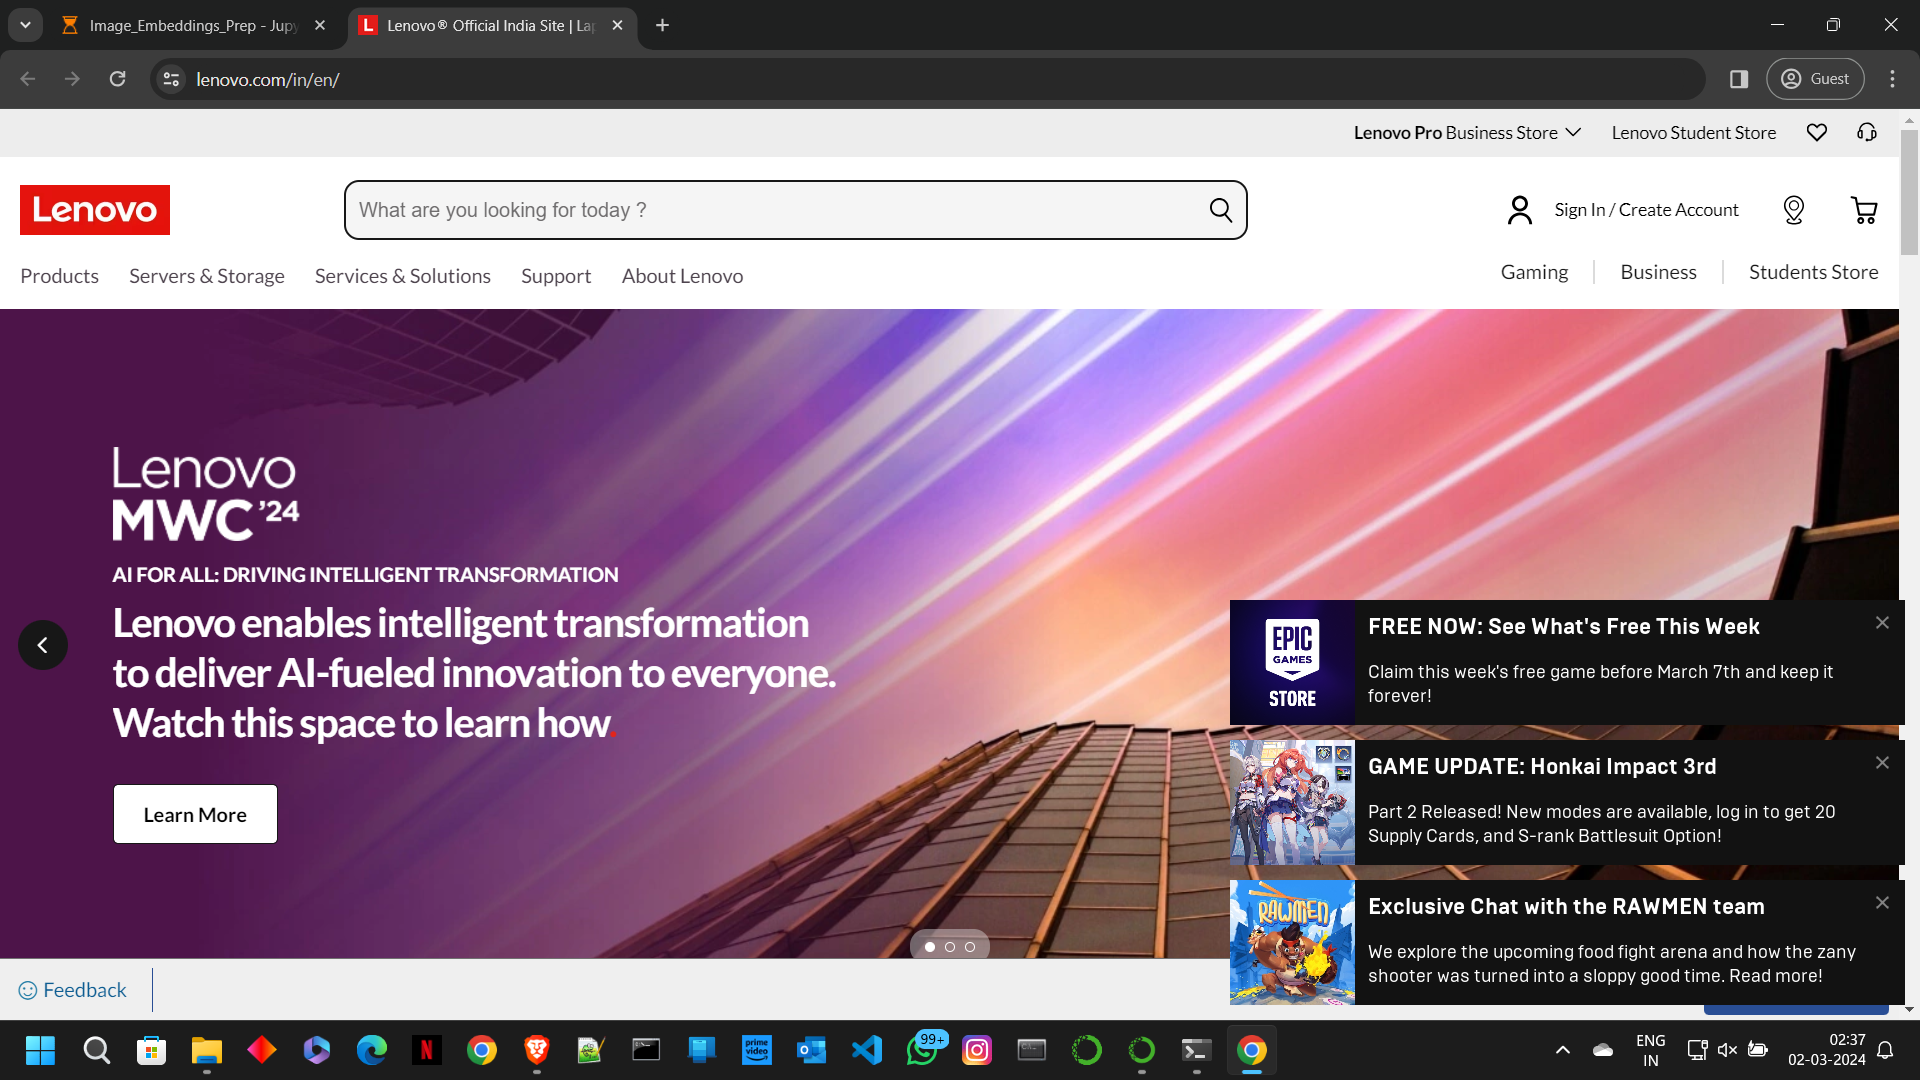 Image_Embeddings_Prep - Jupy
Lenovo® Official India Site | Lap
lenovo.com/in/en/
Guest
Lenovo Pro Business Store
Lenovo Student Store
Lenovo
What are you looking for today ?
Sign In / Create Account
Products
Servers & Storage
Services & Solutions
Support
About Lenovo
Gaming
Business
Students Store
Lenovo
MWC '24
AI FOR ALL: DRIVING INTELLIGENT TRANSFORMATION
Lenovo enables intelligent transformation
to deliver AI-fueled innovation to everyone.
Watch this space to learn how.
Learn More
EPIC
GAMES
STORE
FREE NOW: See What's Free This Week
Claim this week's free game before March 7th and keep it
forever!
GAME UPDATE: Honkai Impact 3rd
Part 2 Released! New modes are available, log in to get 20
Supply Cards, and S-rank Battlesuit Option!
RAWMEN
Exclusive Chat with the RAWMEN team
We explore the upcoming food fight arena and how the zany
shooter was turned into a sloppy good time. Read more!
Feedback
prime
video
99+
ENG
IN
02:37
02-03-2024